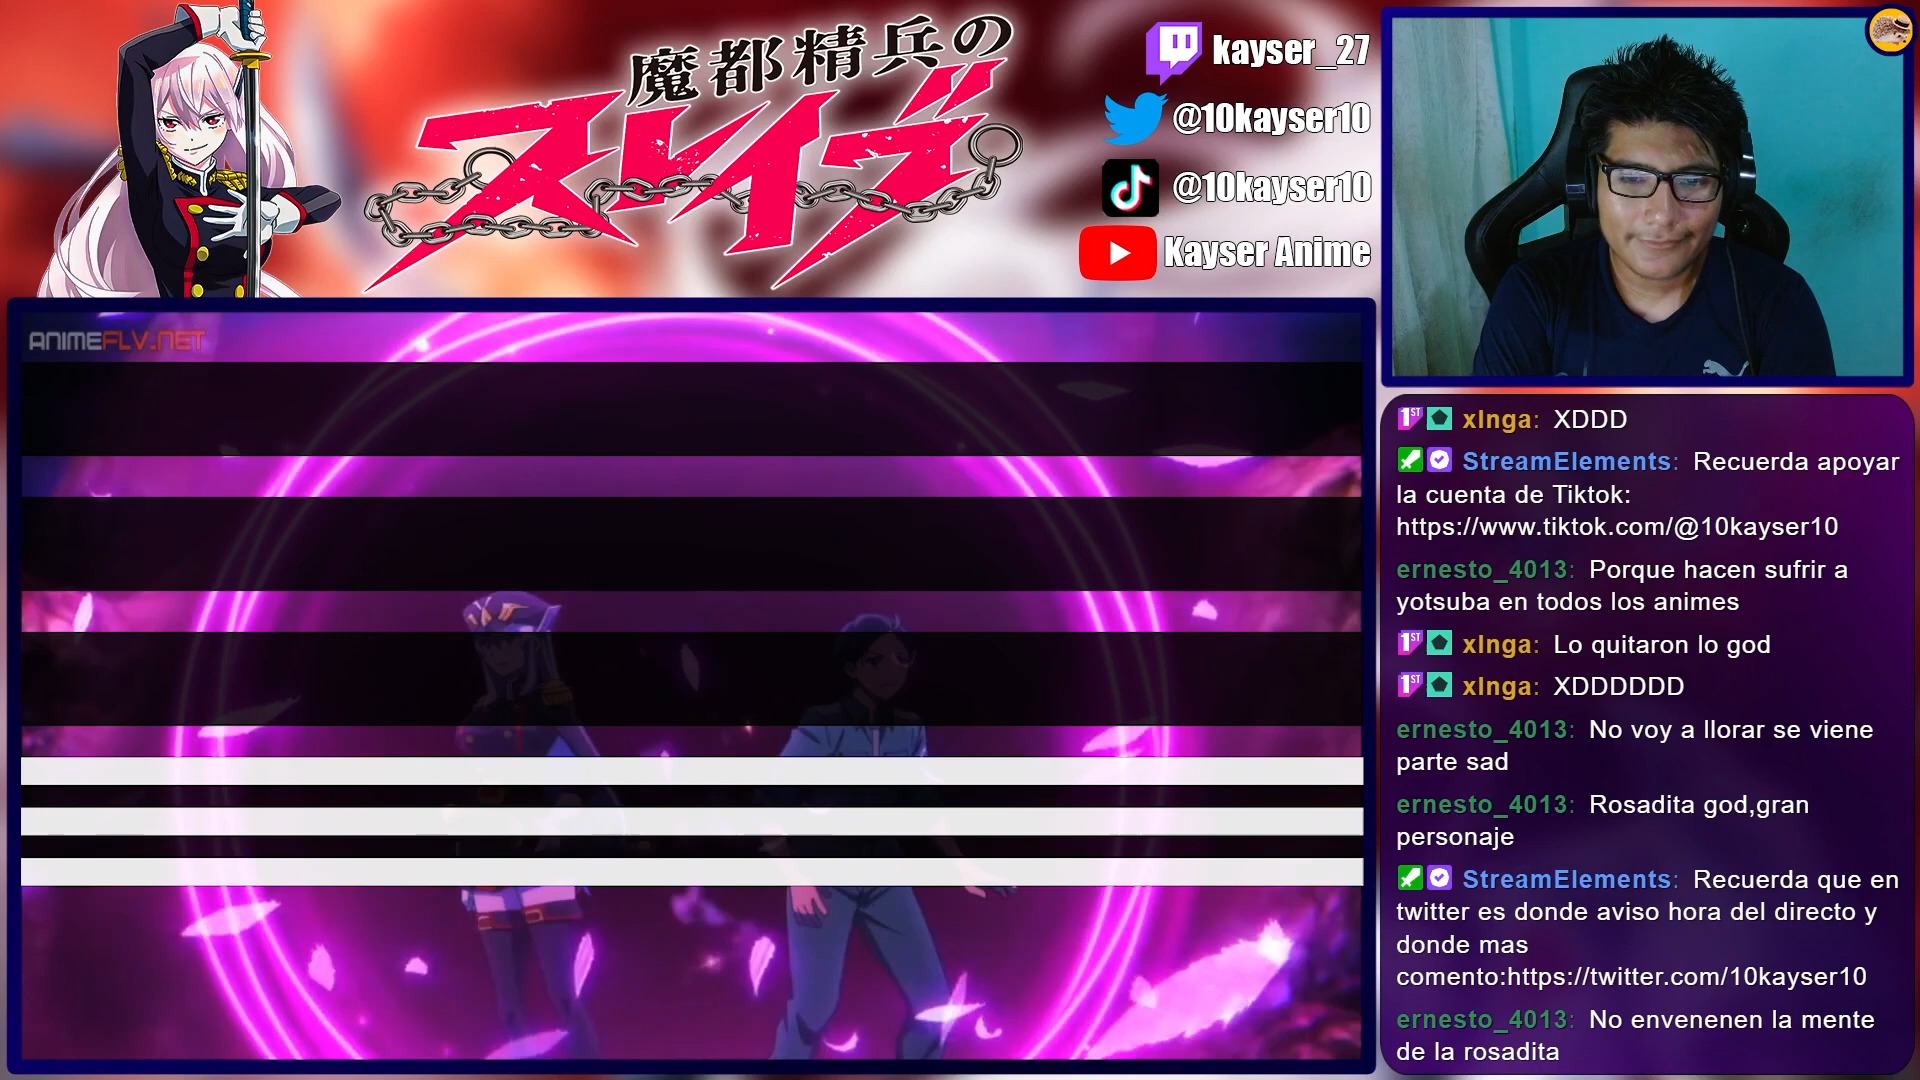 魔都精兵の
スレイブ
kayser_27
@10kayser10
@10kayser10
Kayser Anime
ANIMEFLV.NET
xInga: XDDD
StreamElements: Recuerda apoyar
la cuenta de Tiktok:
https://www.tiktok.com/@10kayser10
ernesto_4013: Porque hacen sufrir a
yotsuba en todos los animes
xInga: Lo quitaron lo god
xInga: XDDDDDD
ernesto_4013: No voy a llorar se viene
parte sad
ernesto_4013: Rosadita god,gran
personaje
StreamElements: Recuerda que en
twitter es donde aviso hora del directo y
donde mas
comento:https://twitter.com/10kayser10
ernesto_4013: No envenenen la mente
de la rosadita